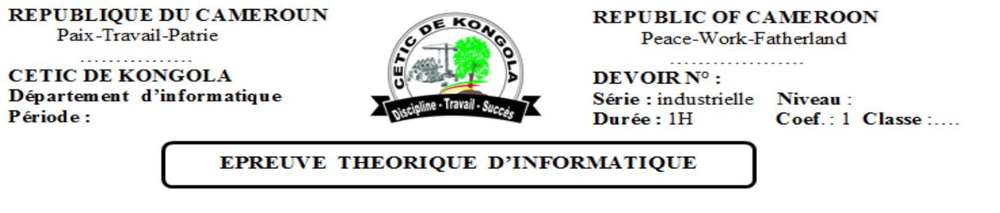 REPUBLIQUE DU CAMEROUN
Paix-Travail-Patrie
................
CETIC DE KONGOLA
Département d'informatique
Période :
CETIC DE KONGOLA
Discipline - Travail - Succès
REPUBLIC OF CAMEROON
Peace-Work-Fatherland
...................
DEVOIR N° :
Série : industrielle Niveau :
Durée : 1H Coef. : 1 Classe :....
EPREUVE THEORIQUE D'INFORMATIQUE